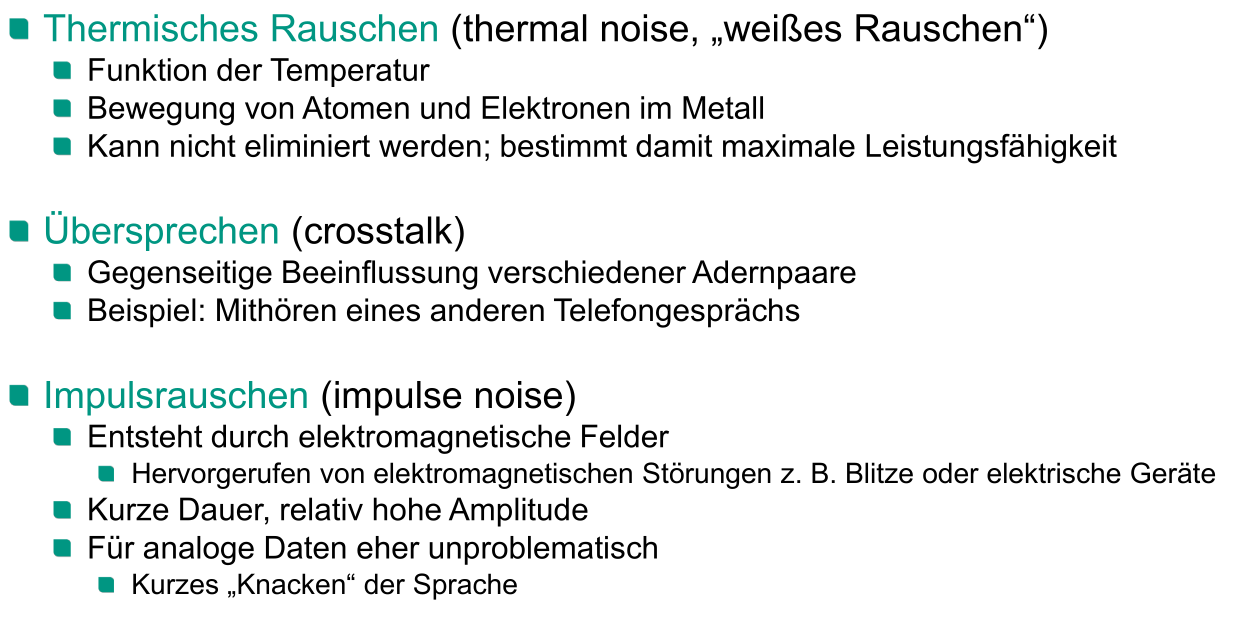 Thermisches Rauschen (thermal noise, „weißes Rauschen“)
Funktion der Temperatur
Bewegung von Atomen und Elektronen im Metall
Kann nicht eliminiert werden; bestimmt damit maximale Leistungsfähigkeit
Übersprechen (crosstalk)
Gegenseitige Beeinflussung verschiedener Adernpaare
Beispiel: Mithören eines anderen Telefongesprächs
Impulsrauschen (impulse noise)
Entsteht durch elektromagnetische Felder
Hervorgerufen von elektromagnetischen Störungen z. B. Blitze oder elektrische Geräte
Kurze Dauer, relativ hohe Amplitude
Für analoge Daten eher unproblematisch
Kurzes „Knacken“ der Sprache